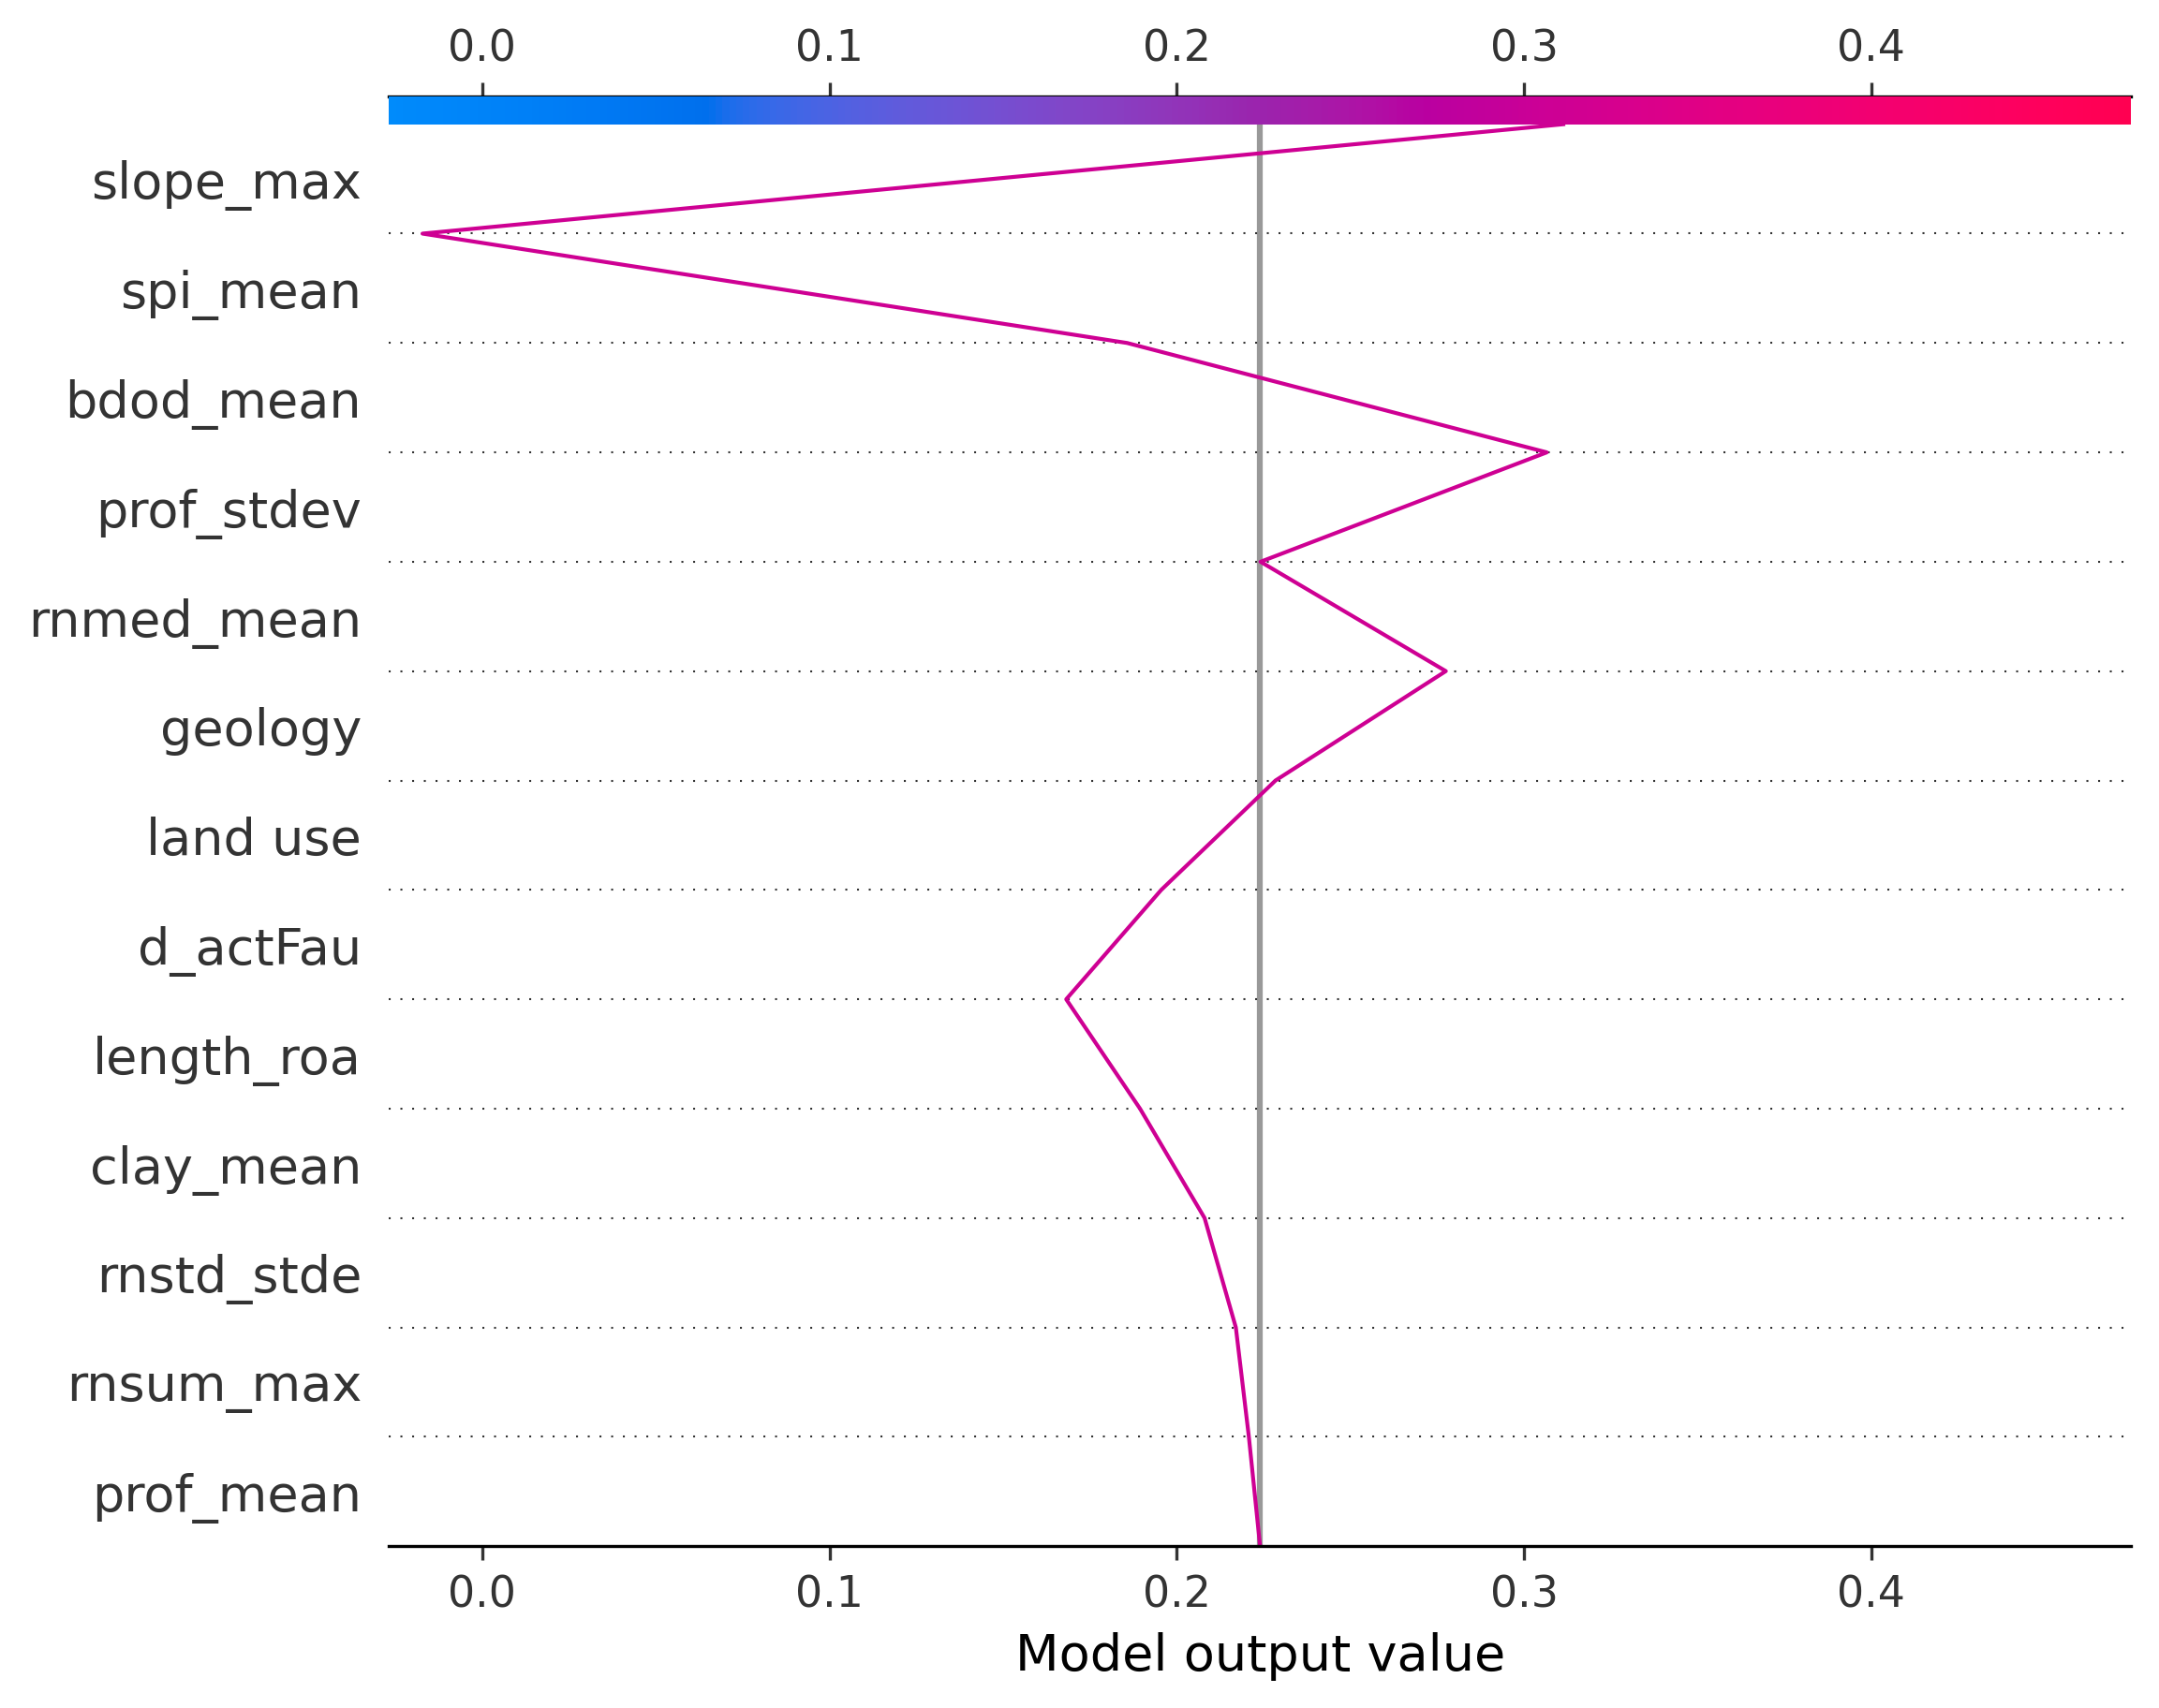 0.0 0.1 0.2 0.3 0.4
slope_max
spi_mean
bdod_mean
prof_stdev
rnmed_mean
geology
land use
d_actFau
length_roa
clay_mean
rnstd_stde
rnsum_max
prof_mean
0.0 0.1 0.2 0.3 0.4
Model output value